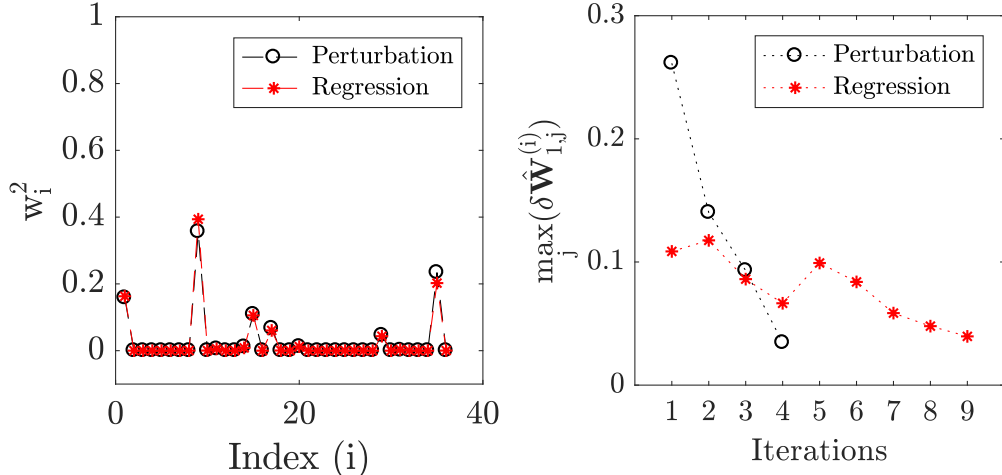 1
0.8
0.6
0.4
0.2
0
0 20 40
w_i^2
Index (i)
Perturbation
Regression
0.3
0.2
0.1
0
1 2 3 4 5 6 7 8 9
max_j(δŴ_{1,j}^{(i)})
Iterations
Perturbation
Regression